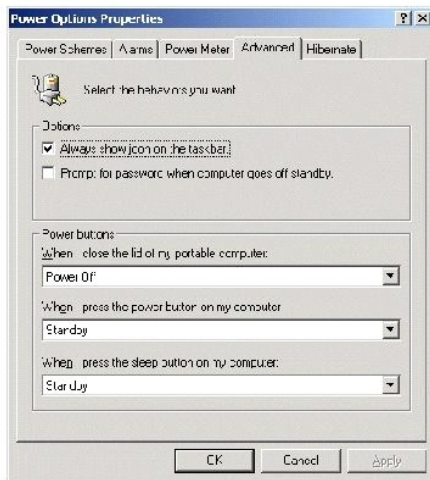 Power Options Properties
Power Schemes Alarms Power Meter Advanced Hibernate
Select the behaviors you want
Options
Always show icon on the taskbar.
Prompt for password when computer goes off standby.
Power buttons
When I close the lid of my portable computer:
Power Off
When I press the power button on my computer:
Standby
When I press the sleep button on my computer:
Standby
OK Cancel Apply